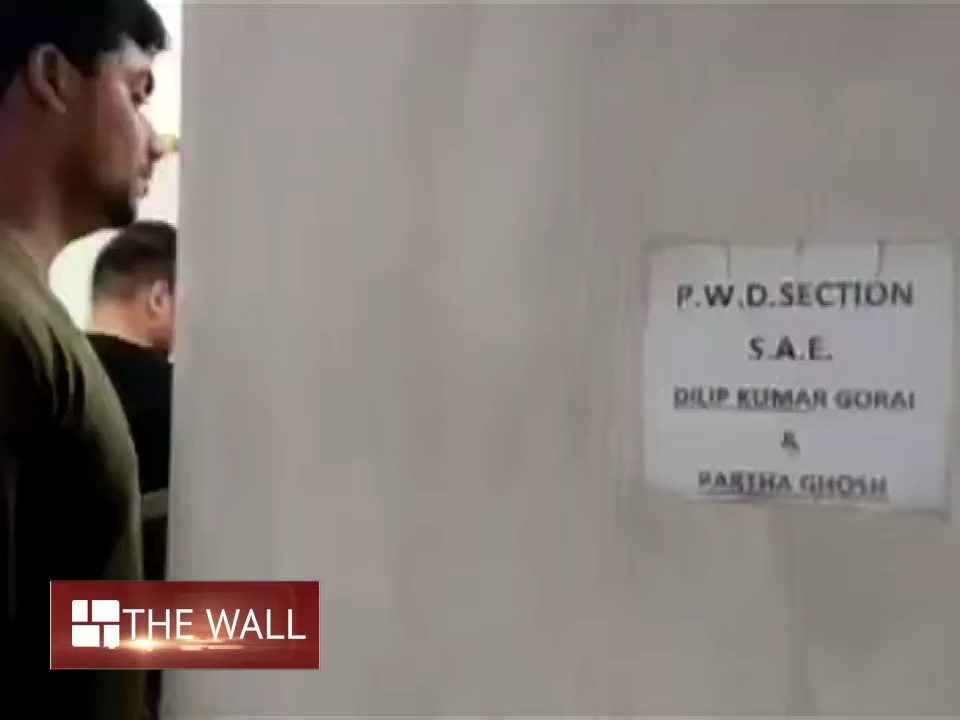 P.W.D.SECTION
S.A.E.
DILIP KUMAR GORAI
&
PARTHA GHOSH
THE WALL